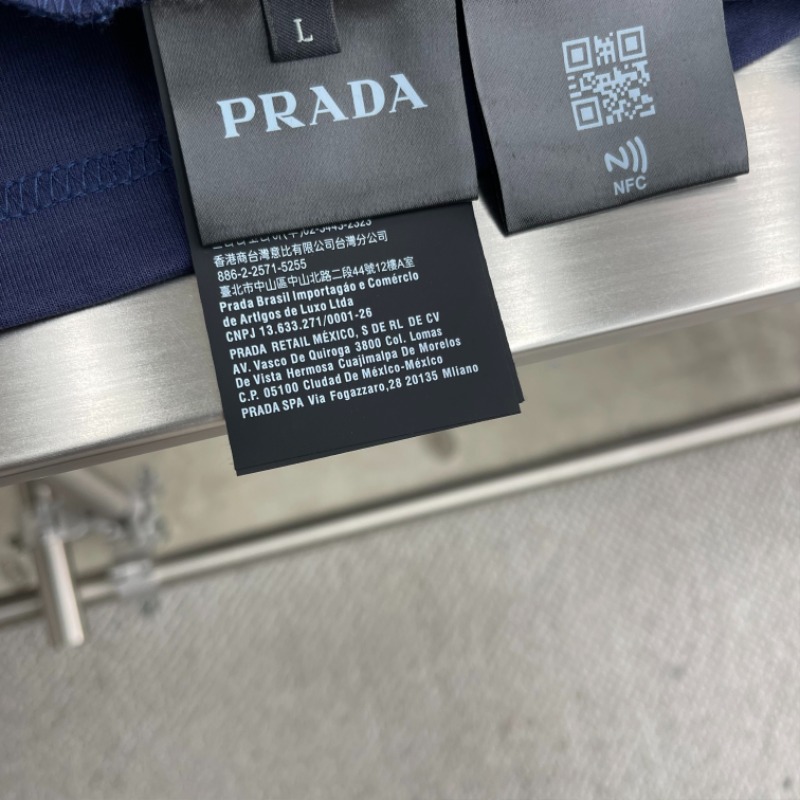 L
PRADA
NFC
香港商台灣意比有限公司台灣分公司
886-2-2571-5255
臺北市中山區中山北路二段44號12樓A室
Prada Brasil Importagão e Comércio
de Artigos de Luxo Ltda
CNPJ 13.633.271/0001-26
PRADA RETAIL MÉXICO, S DE RL DE CV
AV. Vasco De Quiroga 3800 Col. Lomas
De Vista Hermosa Cuajlmalpa De Morelos
C.P. 05100 Cludad De México-México
PRADA SPA Via Fogazzaro,28 20135 Mliano